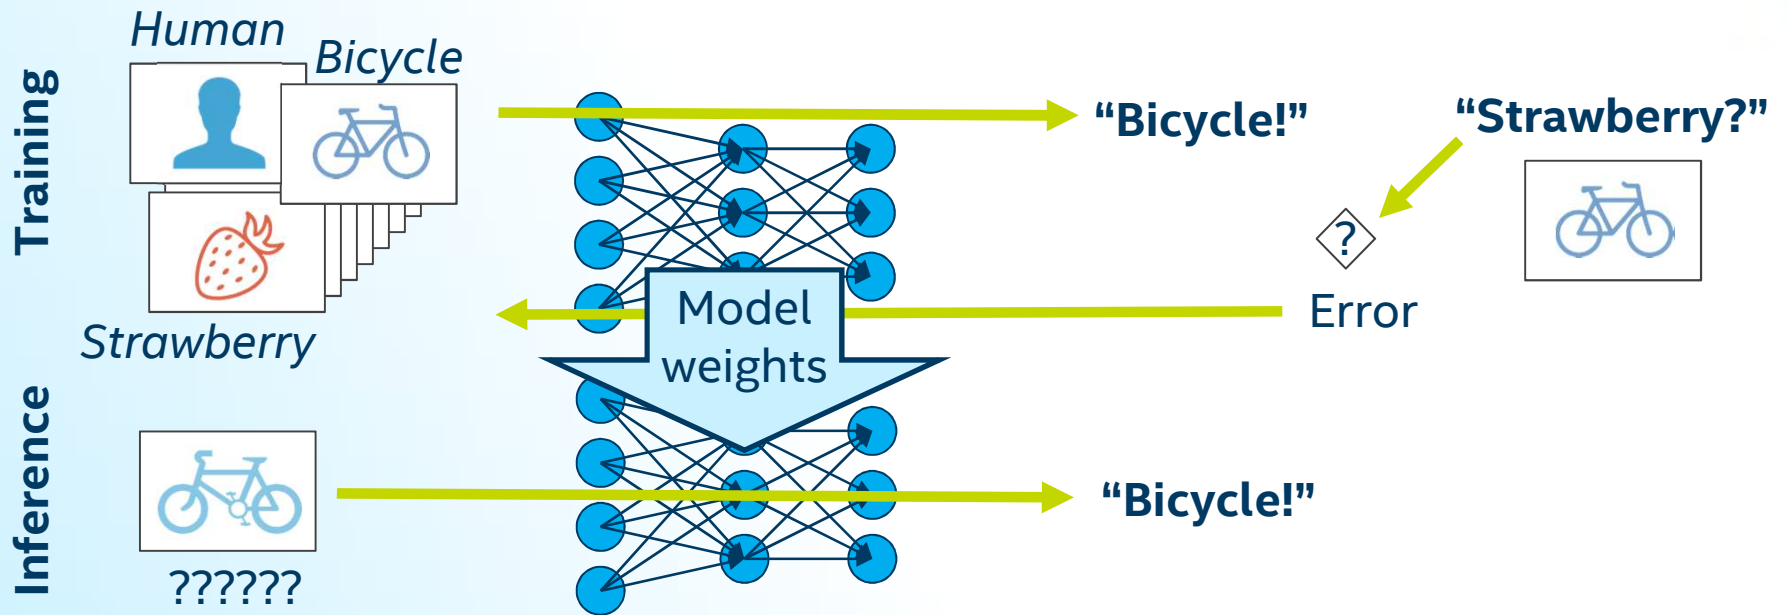 Training
Human
Bicycle
Strawberry
“Bicycle!”
“Strawberry?”
?
Error
Model
weights
Inference
??????
“Bicycle!”